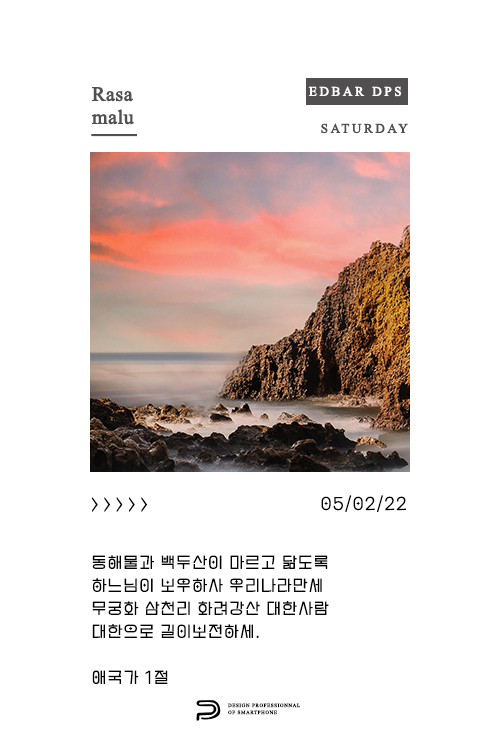 Rasa
malu
EDBAR DPS
SATURDAY
>>>>>
05/02/22
동해물과 백두산이 마르고 닳도록
하느님이 보우하사 우리나라만세
무궁화 삼천리 화려강산 대한사람
대한으로 길이보전하세.
애국가 1절
DESIGN PROFESSIONNAL
OF SMARTPHONE